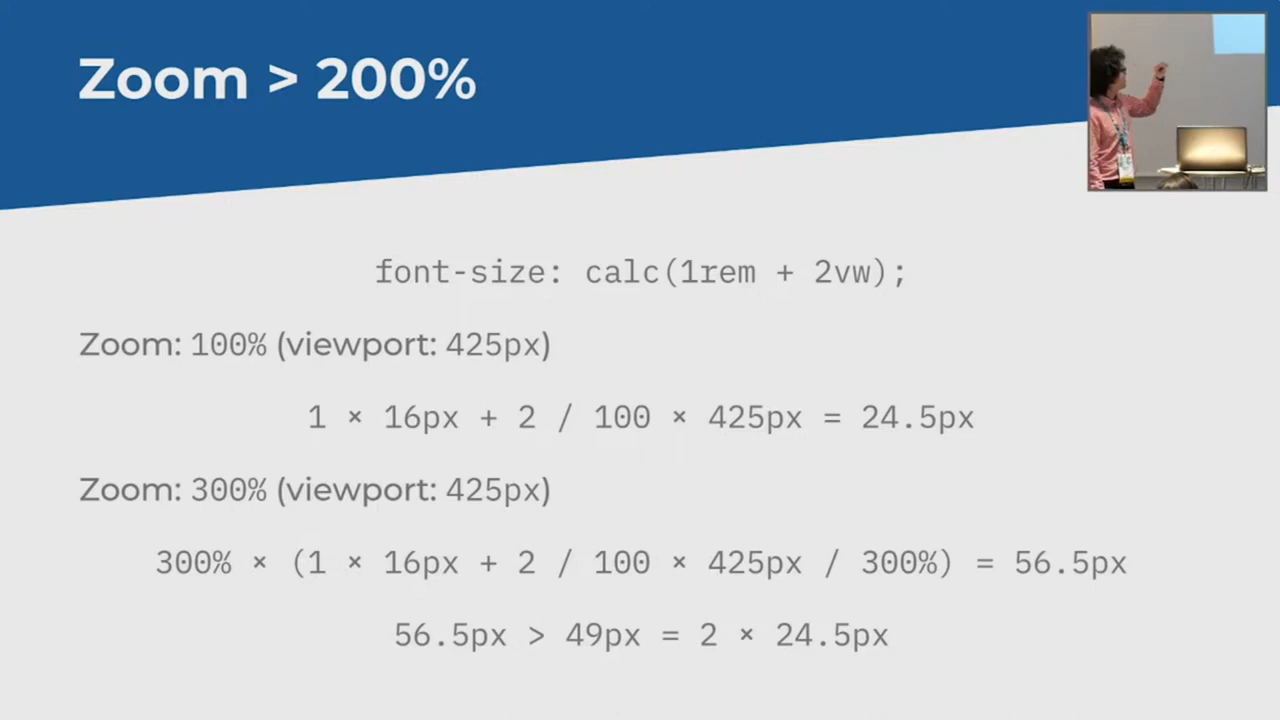 Zoom > 200%
font-size: calc(1rem + 2vw);
Zoom: 100% (viewport: 425px)
1 × 16px + 2 / 100 × 425px = 24.5px
Zoom: 300% (viewport: 425px)
300% × (1 × 16px + 2 / 100 × 425px / 300%) = 56.5px
56.5px > 49px = 2 × 24.5px